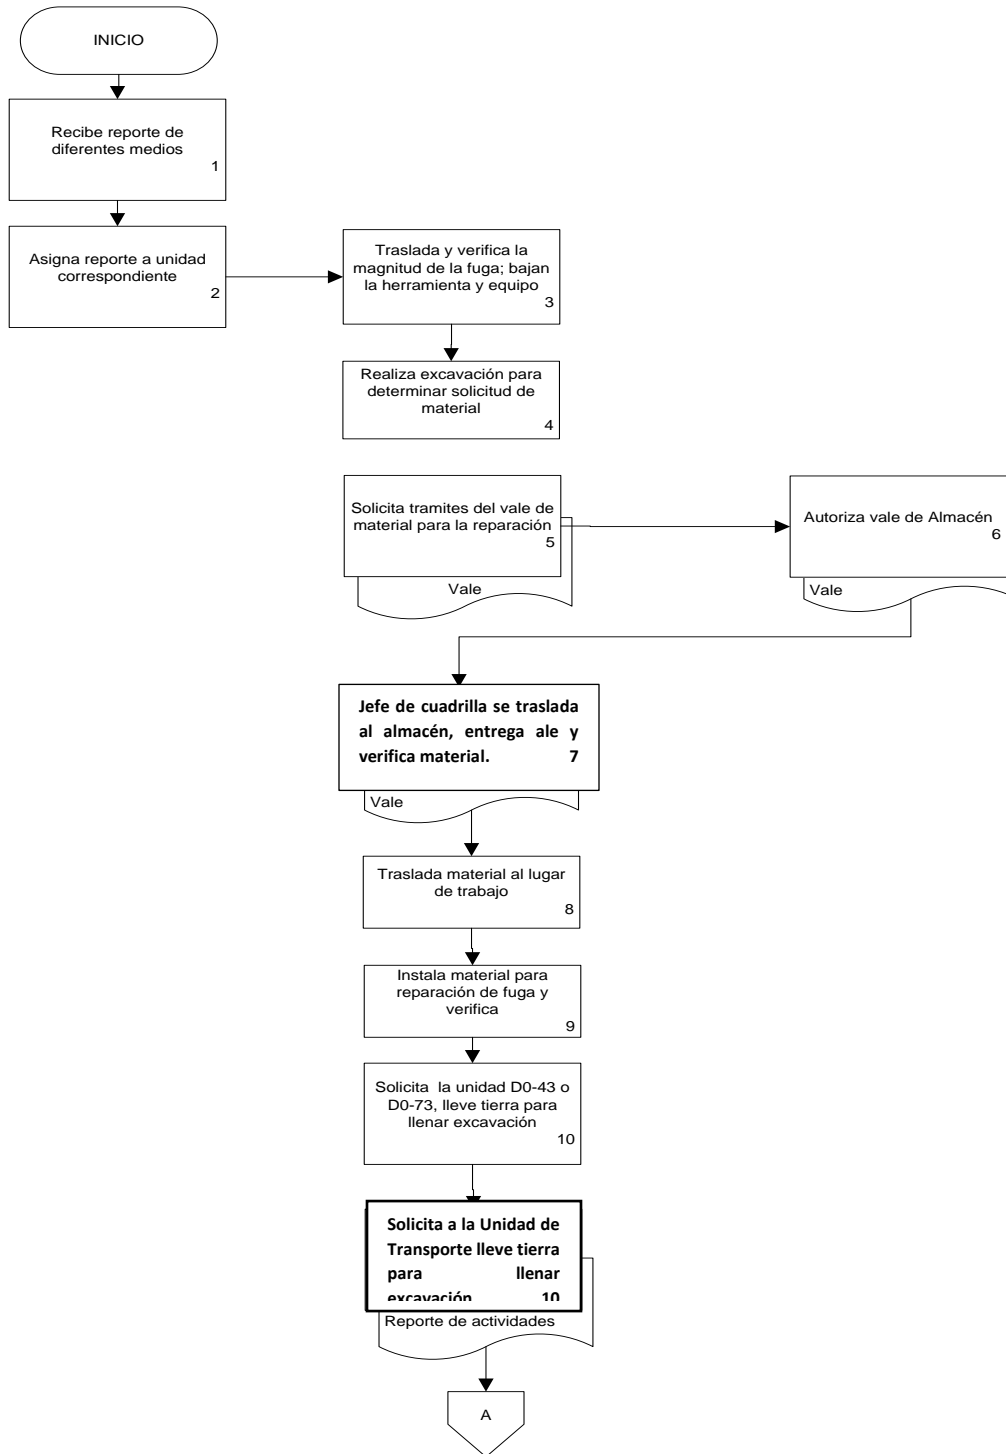 INICIO
Recibe reporte de
diferentes medios
1
Asigna reporte a unidad
correspondiente
2
Traslada y verifica la
magnitud de la fuga; bajan
la herramienta y equipo
3
Realiza excavación para
determinar solicitud de
material
4
Solicita tramites del vale de
material para la reparación
5
Vale
Autoriza vale de Almacén
6
Vale
Jefe de cuadrilla se traslada
al almacén, entrega ale y
verifica material. 7
Vale
Traslada material al lugar
de trabajo
8
Instala material para
reparación de fuga y
verifica
9
Solicita la unidad D0-43 o
D0-73, lleve tierra para
llenar excavación
10
Solicita a la Unidad de
Transporte lleve tierra
para llenar
excavación 10
Reporte de actividades
A